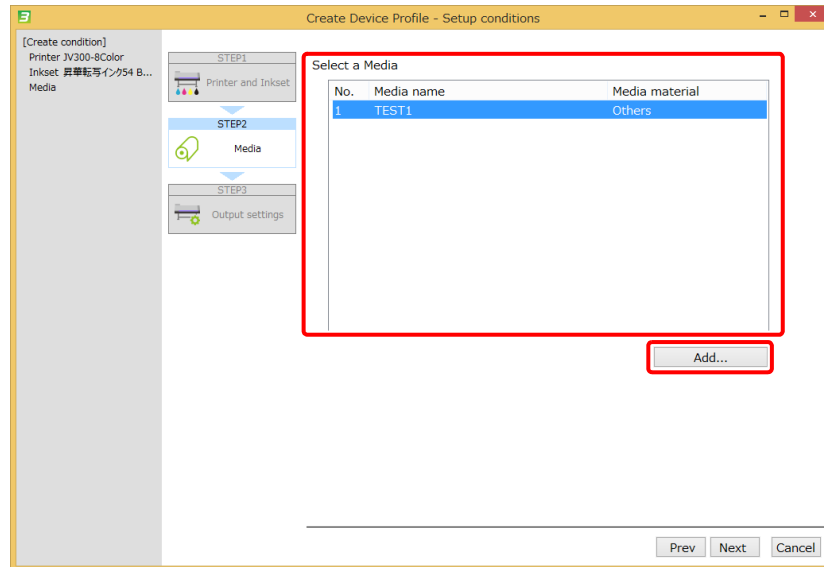 3
Create Device Profile - Setup conditions
[Create condition]
Printer JV300-8Color
Inkset 昇華転写インク54 B...
Media
STEP1
Printer and Inkset
STEP2
Media
STEP3
Output settings
Select a Media
No. Media name Media material
1 TEST1 Others
Add...
Prev Next Cancel